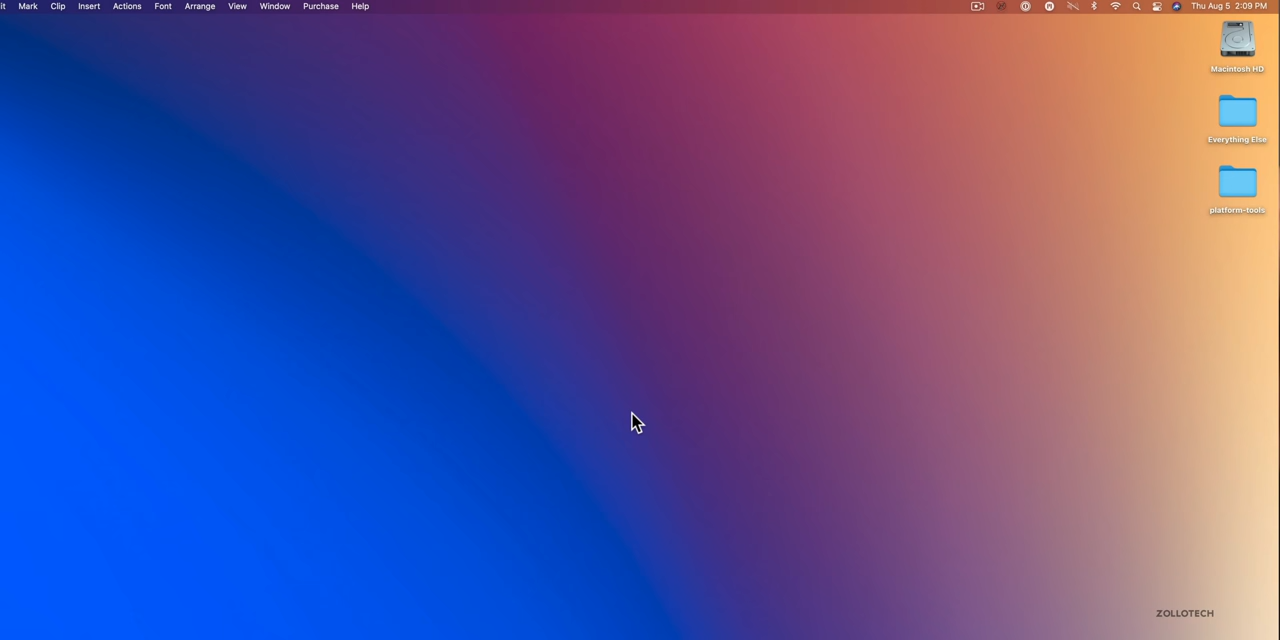 it Mark Clip Insert Actions Font Arrange View Window Purchase Help Thu Aug 5 2:09 PM
Macintosh HD
Everything Else
platform-tools
ZOLLOTECH